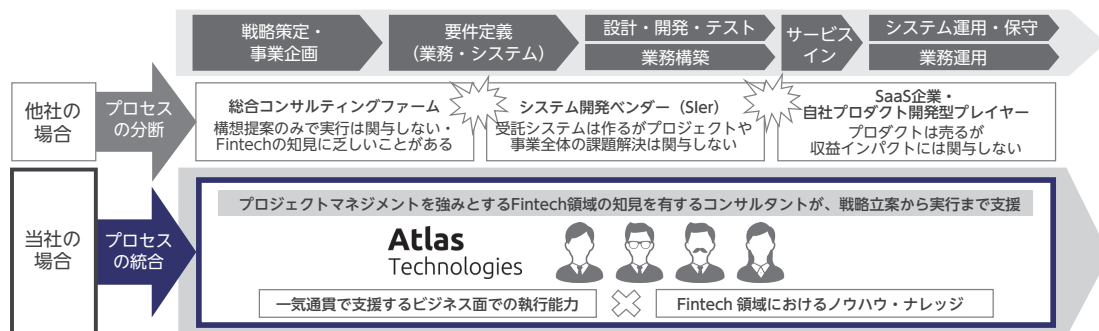 戦略策定・
事業企画
要件定義
（業務・システム）
設計・開発・テスト
業務構築
サービス
イン
システム運用・保守
業務運用
他社の
場合
プロセス
の分断
総合コンサルティングファーム
構想提案のみで実行は関与しない・
Fintechの知見に乏しいことがある
システム開発ベンダー（SIer）
受託システムは作るがプロジェクトや
事業全体の課題解決は関与しない
SaaS企業・
自社プロダクト開発型プレイヤー
プロダクトは売るが
収益インパクトには関与しない
当社の
場合
プロセス
の統合
プロジェクトマネジメントを強みとするFintech領域の知見を有するコンサルタントが、戦略立案から実行まで支援
Atlas
Technologies
一気通貫で支援するビジネス面での執行能力
Fintech 領域におけるノウハウ・ナレッジ